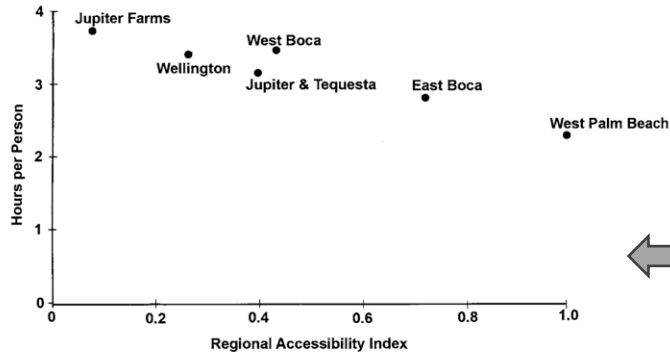 4
Jupiter Farms
West Boca
Wellington
3
Jupiter & Tequesta
East Boca
West Palm Beach
Hours per Person
2
1
0
0
0.2
0.4
0.6
0.8
1.0
Regional Accessibility Index